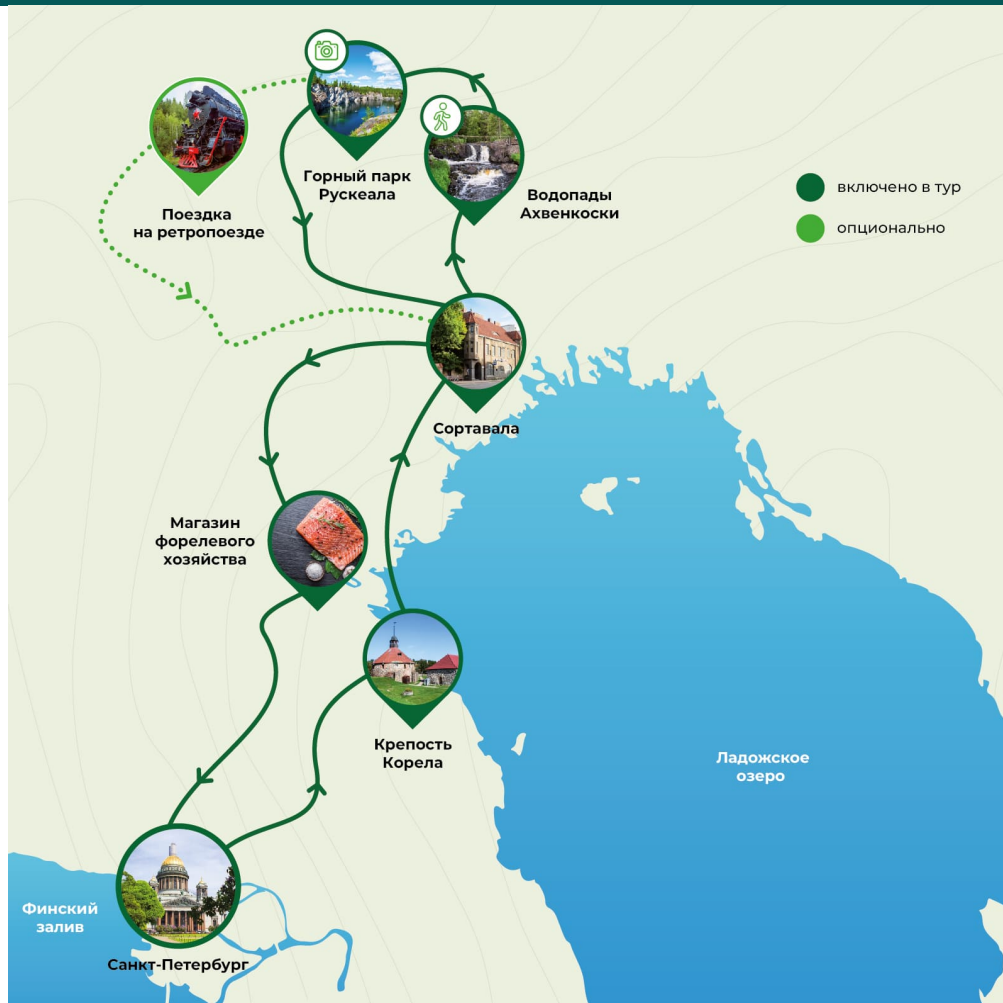 Горный парк
Рускеала
Водопады
Ахвенкоски
включено в тур
опционально
Поездка
на ретропоезде
Сортавала
Магазин
форелевого
хозяйства
Крепость
Корела
Ладожское
озеро
Финский
залив
Санкт-Петербург